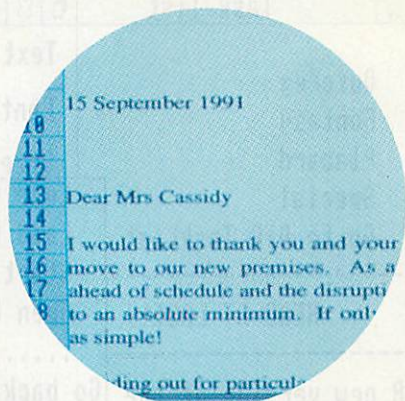 15 September 1991
10
11
12
13 Dear Mrs Cassidy
14
15 I would like to thank you and your
16 move to our new premises. As a
17 ahead of schedule and the disrupti
8 to an absolute minimum. If onl
as simple!
ding out for particula